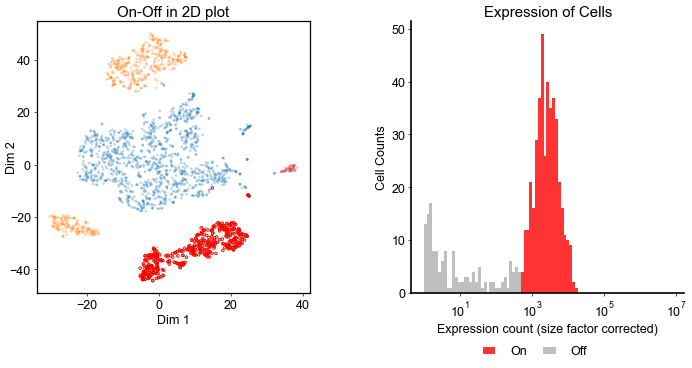 On-Off in 2D plot
40
20
0
−20
−40
Dim 2
−20
0
20
40
Dim 1
Expression of Cells
50
40
30
20
10
0
Cell Counts
10^1
10^3
10^5
10^7
Expression count (size factor corrected)
On
Off